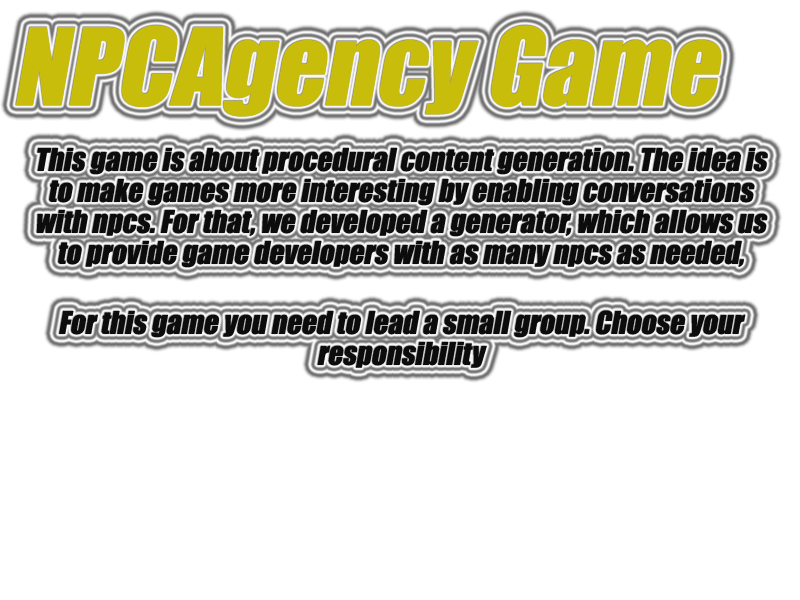 NPCAgency Game
This game is about procedural content generation. The idea is
to make games more interesting by enabling conversations
with npcs. For that, we developed a generator, which allows us
to provide game developers with as many npcs as needed,
For this game you need to lead a small group. Choose your
responsibility